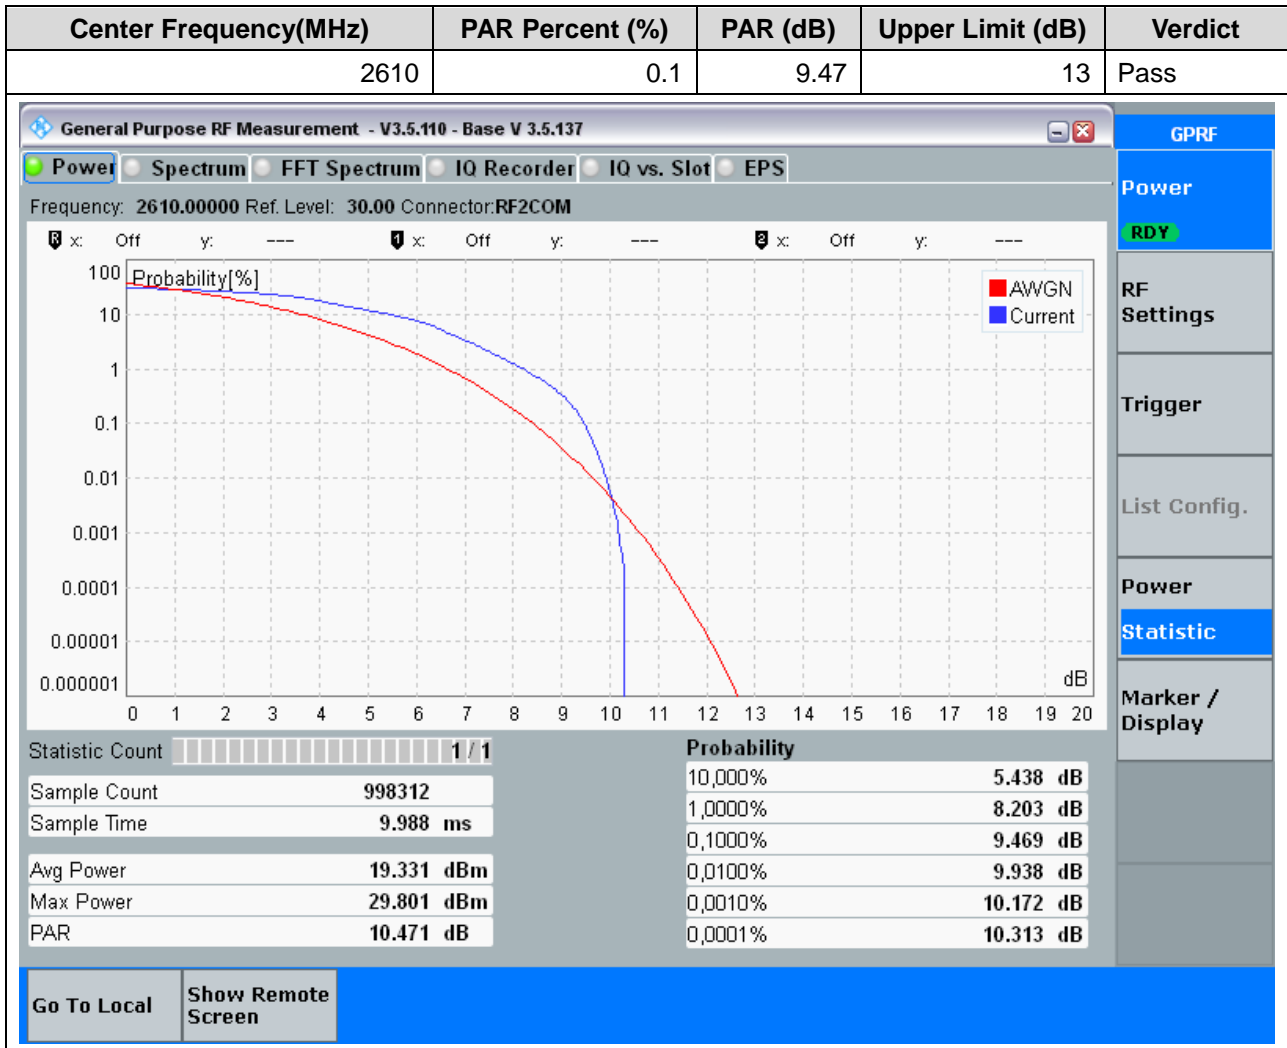 Center Frequency(MHz) PAR Percent (%) PAR (dB) Upper Limit (dB) Verdict
2610 0.1 9.47 13 Pass
General Purpose RF Measurement - V3.5.110 - Base V 3.5.137
GPRF
Power Spectrum FFT Spectrum IQ Recorder IQ vs. Slot EPS
Power
RDY
Frequency: 2610.00000 Ref. Level: 30.00 Connector:RF2COM
R x: Off y: --- 1 x: Off y: --- 2 x: Off y: ---
Probability[%]
AWGN
Current
100
10
1
0.1
0.01
0.001
0.0001
0.00001
0.000001
dB
0 1 2 3 4 5 6 7 8 9 10 11 12 13 14 15 16 17 18 19 20
RF
Settings
Trigger
List Config.
Power
Statistic
Marker /
Display
Statistic Count 1 / 1
Sample Count 998312
Sample Time 9.988 ms
Avg Power 19.331 dBm
Max Power 29.801 dBm
PAR 10.471 dB
Probability
10,000% 5.438 dB
1,0000% 8.203 dB
0,1000% 9.469 dB
0,0100% 9.938 dB
0,0010% 10.172 dB
0,0001% 10.313 dB
Go To Local
Show Remote
Screen